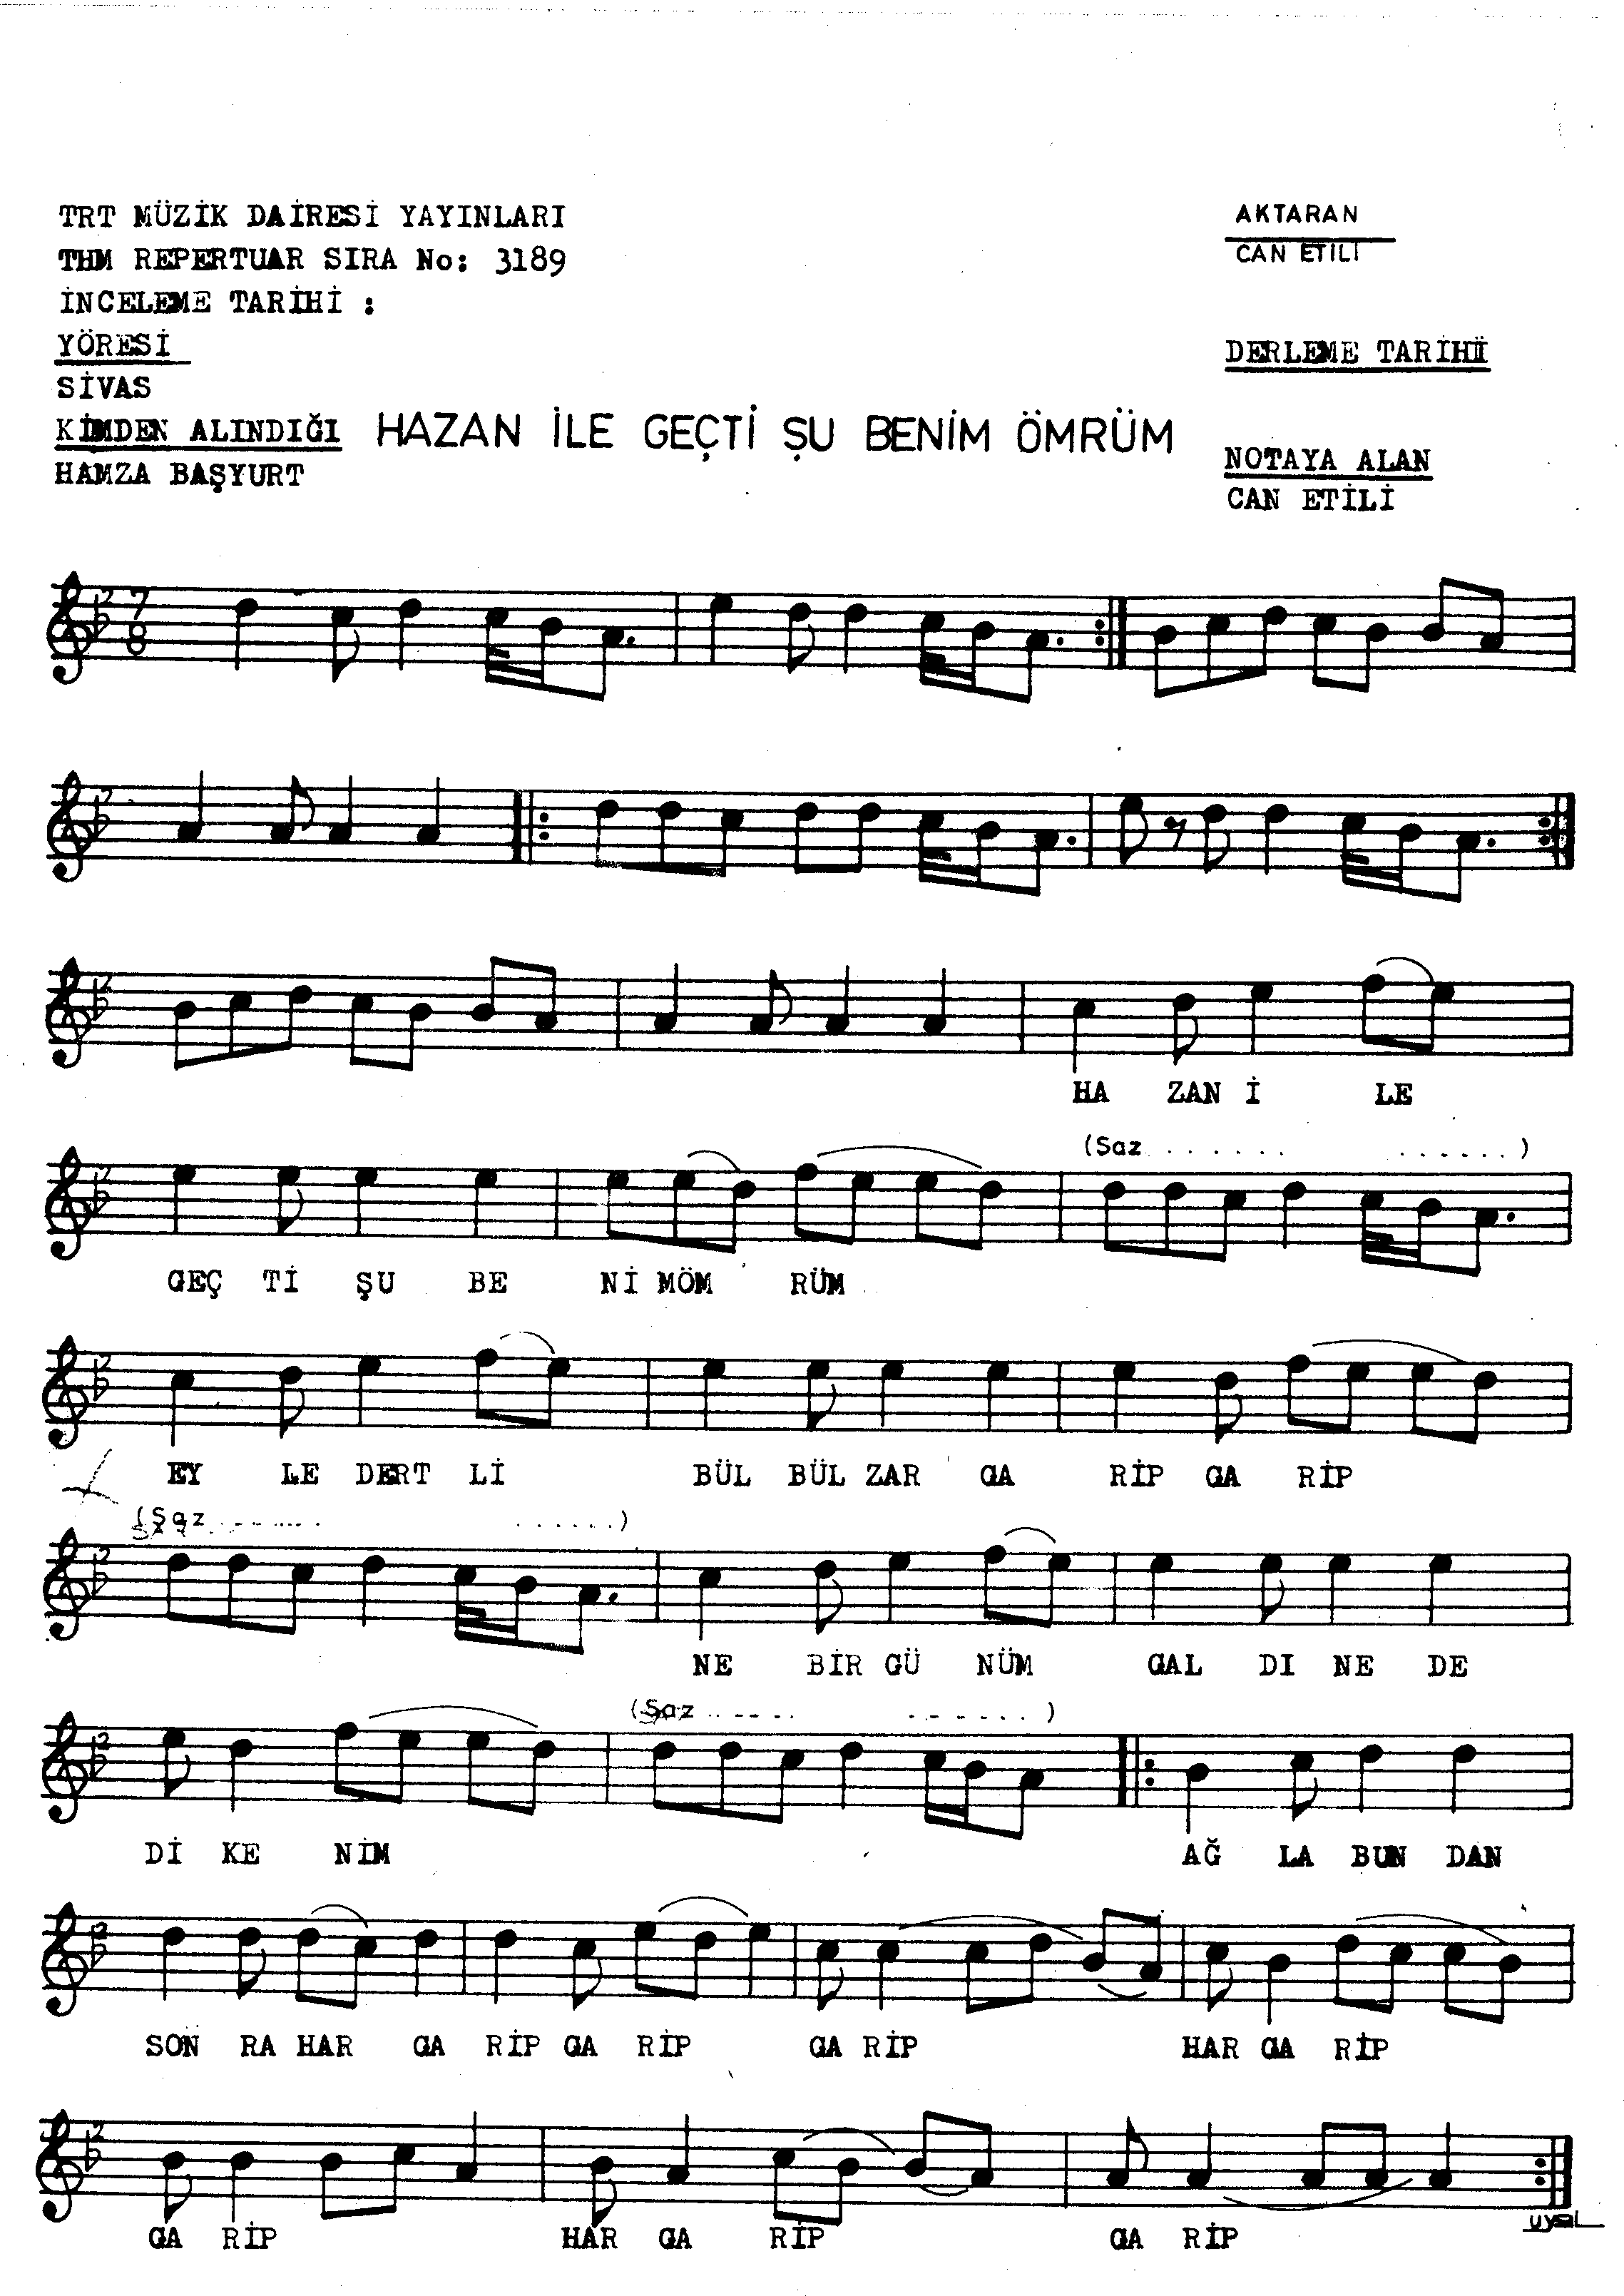 TRT MÜZİK DAİRESİ YAYINLARI
THM REPERTUAR SIRA No: 3189
İNCELEME TARİHİ :
YÖRESİ
SİVAS
KİMDEN ALINDIĞI
HAMZA BAŞYURT
HAZAN İLE GEÇTİ ŞU BENİM ÖMRÜM
AKTARAN
CAN ETİLİ
DERLEME TARİHİ
NOTAYA ALAN
CAN ETİLİ
7
8
HA ZAN İ LE
(Saz . . . . . . . . . . . . )
GEÇ Tİ ŞU BE Nİ MÖM RÜM
EY LE DERT Lİ BÜL BÜL ZAR GA RİP GA RİP
(Saz . . . . . . . . . . . . )
NE BİR GÜ NÜM GAL DI NE DE
(Saz . . . . . . . . . . . . )
Dİ KE NİM AĞ LA BUN DAN
SON RA HAR GA RİP GA RİP GA RİP HAR GA RİP
GA RİP HAR GA RİP GA RİP
uysal